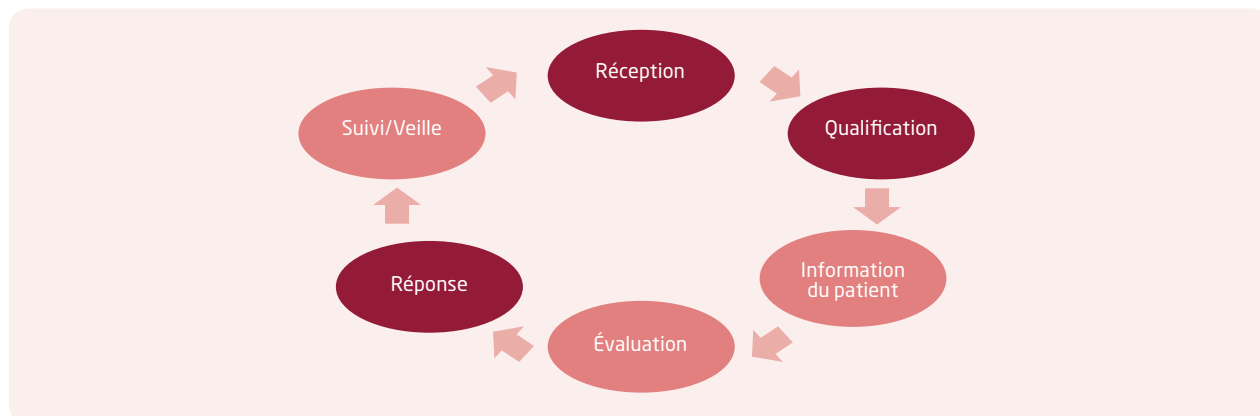 Réception
Qualification
Information
du patient
Évaluation
Réponse
Suivi/Veille